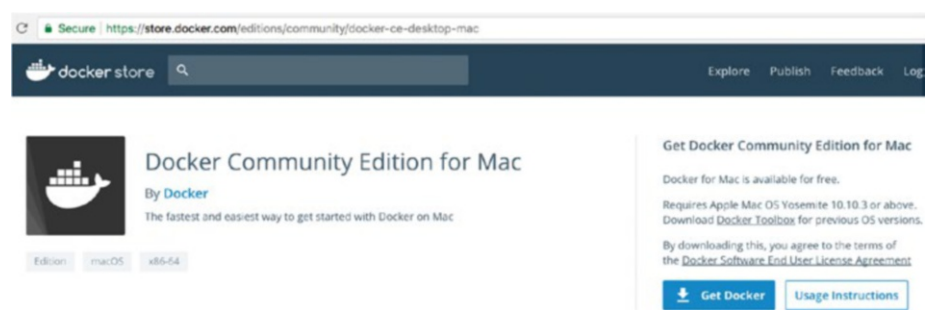 Secure https://store.docker.com/editions/community/docker-ce-desktop-mac
docker store Explore Publish Feedback Log
Docker Community Edition for Mac
By Docker
The fastest and easiest way to get started with Docker on Mac
Edition macOS x86-64
Get Docker Community Edition for Mac
Docker for Mac is available for free.
Requires Apple Mac OS Yosemite 10.10.3 or above.
Download Docker Toolbox for previous OS versions.
By downloading this, you agree to the terms of
the Docker Software End User License Agreement
Get Docker Usage Instructions